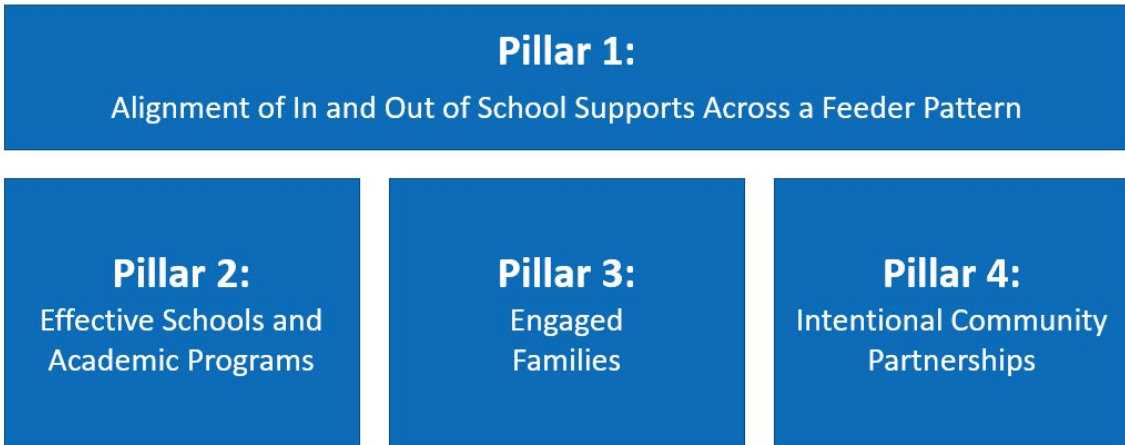 Pillar 1:
Alignment of In and Out of School Supports Across a Feeder Pattern
Pillar 2:
Effective Schools and
Academic Programs
Pillar 3:
Engaged
Families
Pillar 4:
Intentional Community
Partnerships